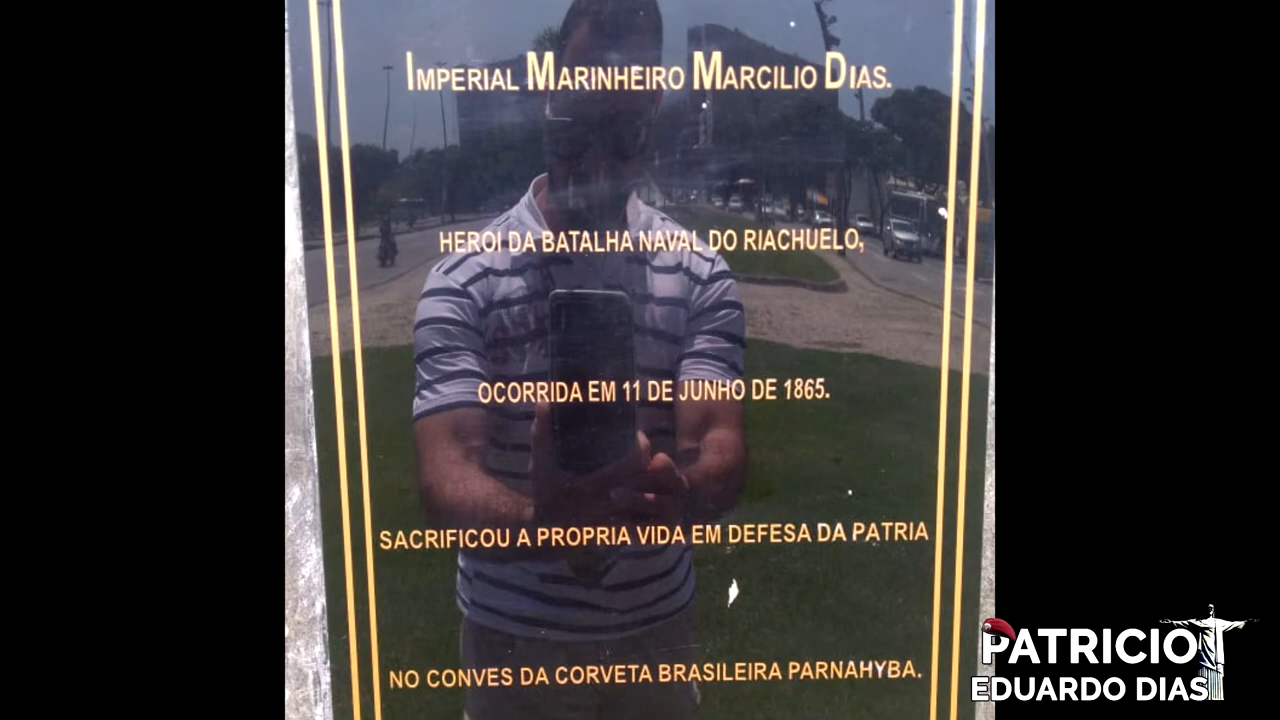 IMPERIAL MARINHEIRO MARCILIO DIAS.
HEROI DA BATALHA NAVAL DO RIACHUELO,
OCORRIDA EM 11 DE JUNHO DE 1865.
SACRIFICOU A PROPRIA VIDA EM DEFESA DA PATRIA
NO CONVES DA CORVETA BRASILEIRA PARNAHYBA.
PATRICIO
EDUARDO DIAS